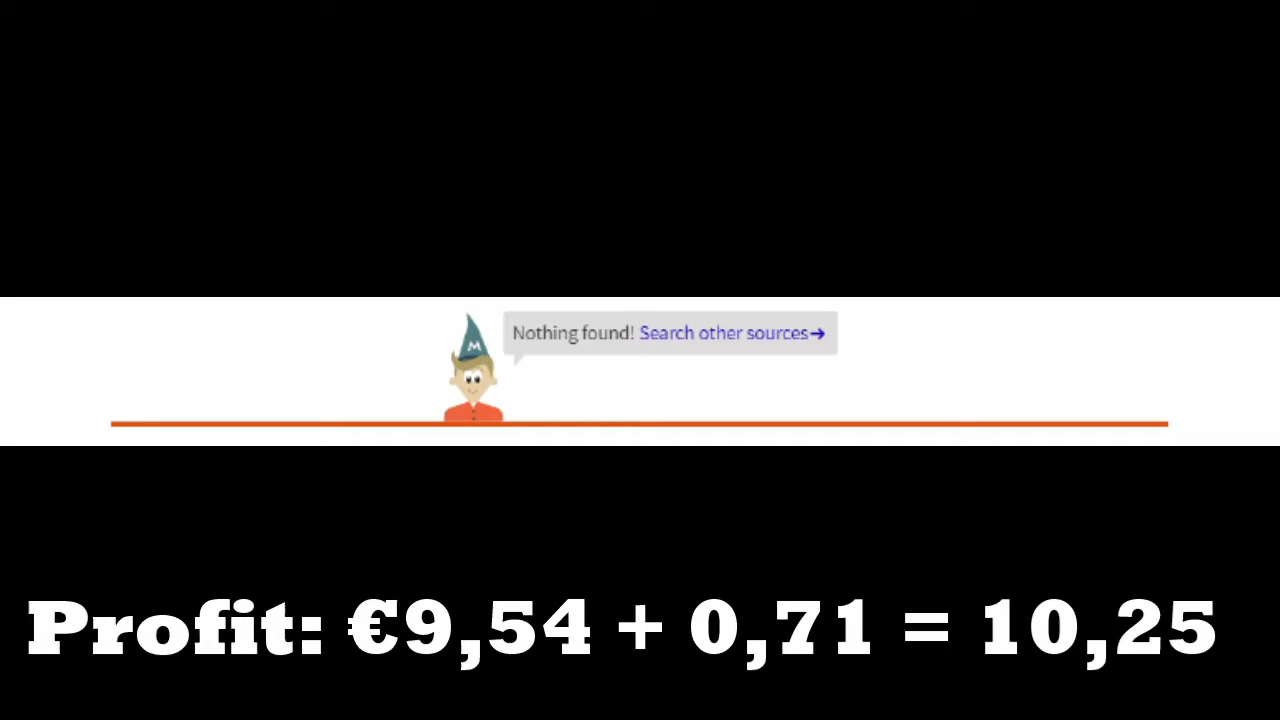 M
Nothing found! Search other sources➔
Profit: €9,54 + 0,71 = 10,25